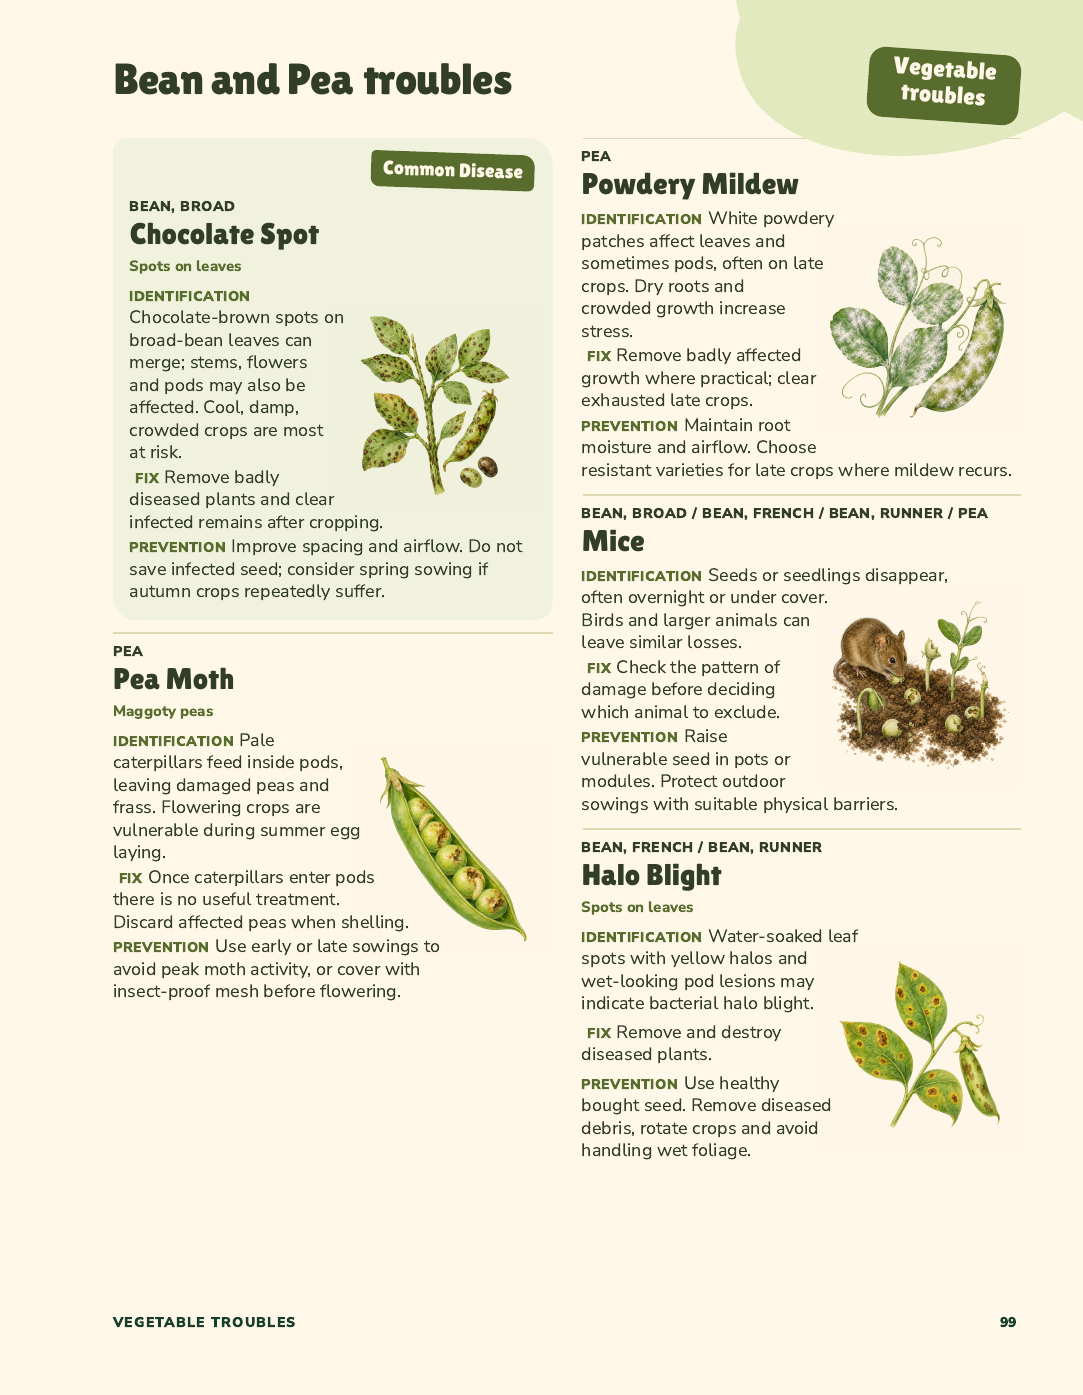 Bean and Pea troubles
Vegetable
troubles
Common Disease
BEAN, BROAD
Chocolate Spot
Spots on leaves
IDENTIFICATION
Chocolate-brown spots on
broad-bean leaves can
merge; stems, flowers
and pods may also be
affected. Cool, damp,
crowded crops are most
at risk.
FIX Remove badly
diseased plants and clear
infected remains after cropping.
PREVENTION Improve spacing and airflow. Do not
save infected seed; consider spring sowing if
autumn crops repeatedly suffer.
PEA
Pea Moth
Maggoty peas
IDENTIFICATION Pale
caterpillars feed inside pods,
leaving damaged peas and
frass. Flowering crops are
vulnerable during summer egg
laying.
FIX Once caterpillars enter pods
there is no useful treatment.
Discard affected peas when shelling.
PREVENTION Use early or late sowings to
avoid peak moth activity, or cover with
insect-proof mesh before flowering.
PEA
Powdery Mildew
IDENTIFICATION White powdery
patches affect leaves and
sometimes pods, often on late
crops. Dry roots and
crowded growth increase
stress.
FIX Remove badly affected
growth where practical; clear
exhausted late crops.
PREVENTION Maintain root
moisture and airflow. Choose
resistant varieties for late crops where mildew recurs.
BEAN, BROAD / BEAN, FRENCH / BEAN, RUNNER / PEA
Mice
IDENTIFICATION Seeds or seedlings disappear,
often overnight or under cover.
Birds and larger animals can
leave similar losses.
FIX Check the pattern of
damage before deciding
which animal to exclude.
PREVENTION Raise
vulnerable seed in pots or
modules. Protect outdoor
sowings with suitable physical barriers.
BEAN, FRENCH / BEAN, RUNNER
Halo Blight
Spots on leaves
IDENTIFICATION Water-soaked leaf
spots with yellow halos and
wet-looking pod lesions may
indicate bacterial halo blight.
FIX Remove and destroy
diseased plants.
PREVENTION Use healthy
bought seed. Remove diseased
debris, rotate crops and avoid
handling wet foliage.
VEGETABLE TROUBLES
99